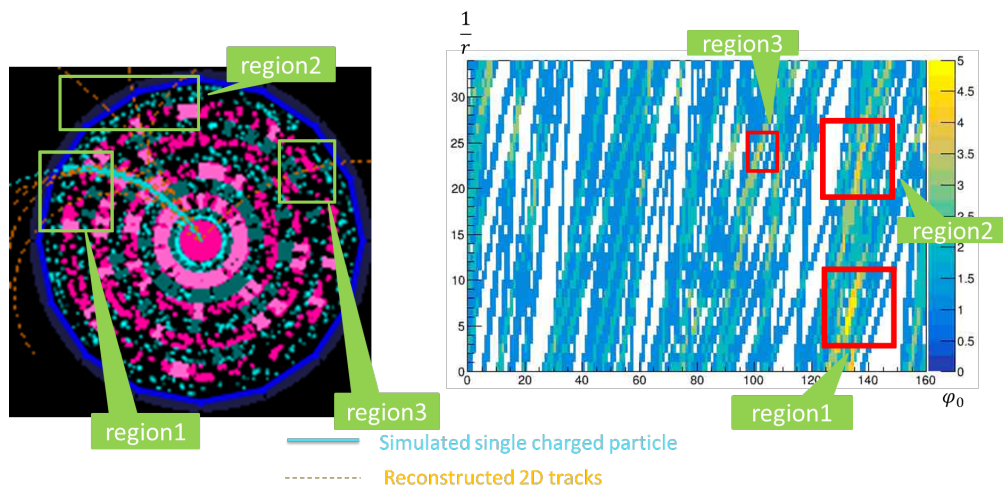 region2
region1
region3
1
r
region3
region2
region1
30
25
20
15
10
5
0
0 20 40 60 80 100 120 140 160
φ0
5
4.5
4
3.5
3
2.5
2
1.5
1
0.5
0
Simulated single charged particle
Reconstructed 2D tracks